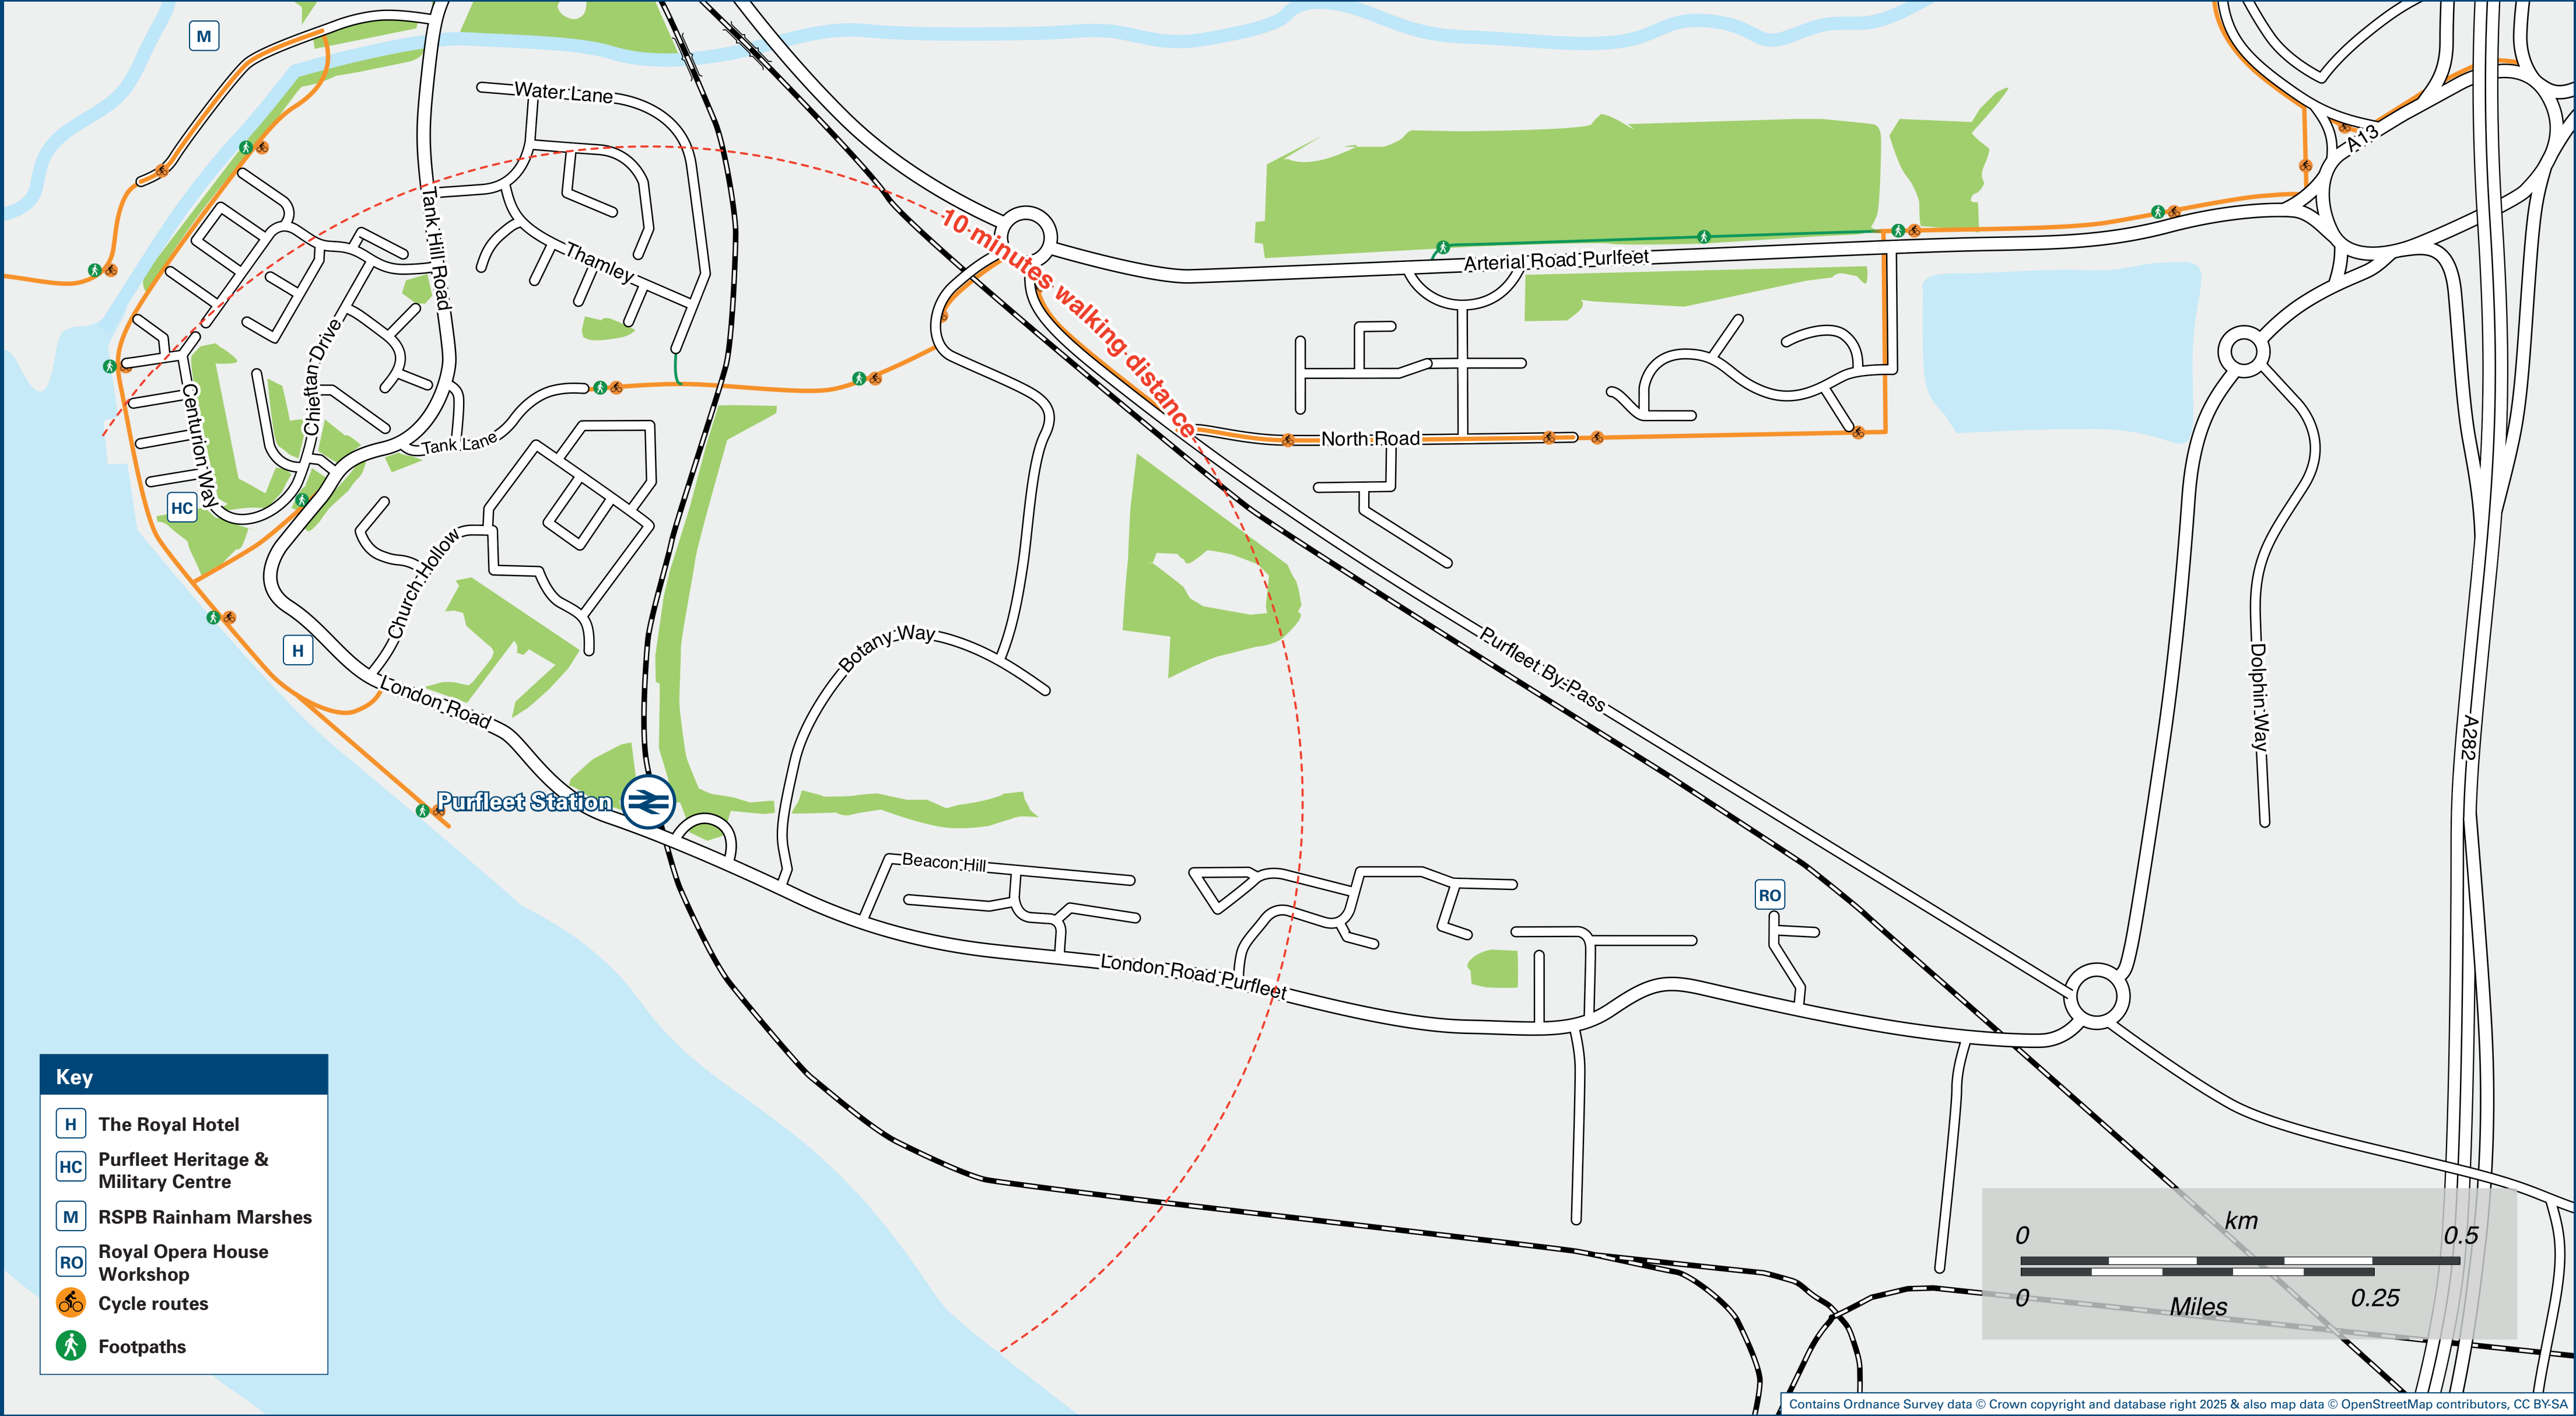 M
Water Lane
A13
Tank Hill Road
10 minutes walking distance
Thamley
Arterial Road Purlfeet
Chieftan Drive
Centurion Way
Tank Lane
North Road
HC
Church Hollow
H
Botany Way
Purfleet By-Pass
Dolphin Way
London Road
A282
Purfleet Station
Beacon Hill
RO
London Road Purfleet
Key
H The Royal Hotel
HC Purfleet Heritage &
Military Centre
M RSPB Rainham Marshes
RO Royal Opera House
Workshop
Cycle routes
Footpaths
km
0 0.5
0 0.25
Miles
Contains Ordnance Survey data © Crown copyright and database right 2025 & also map data © OpenStreetMap contributors, CC BY-SA